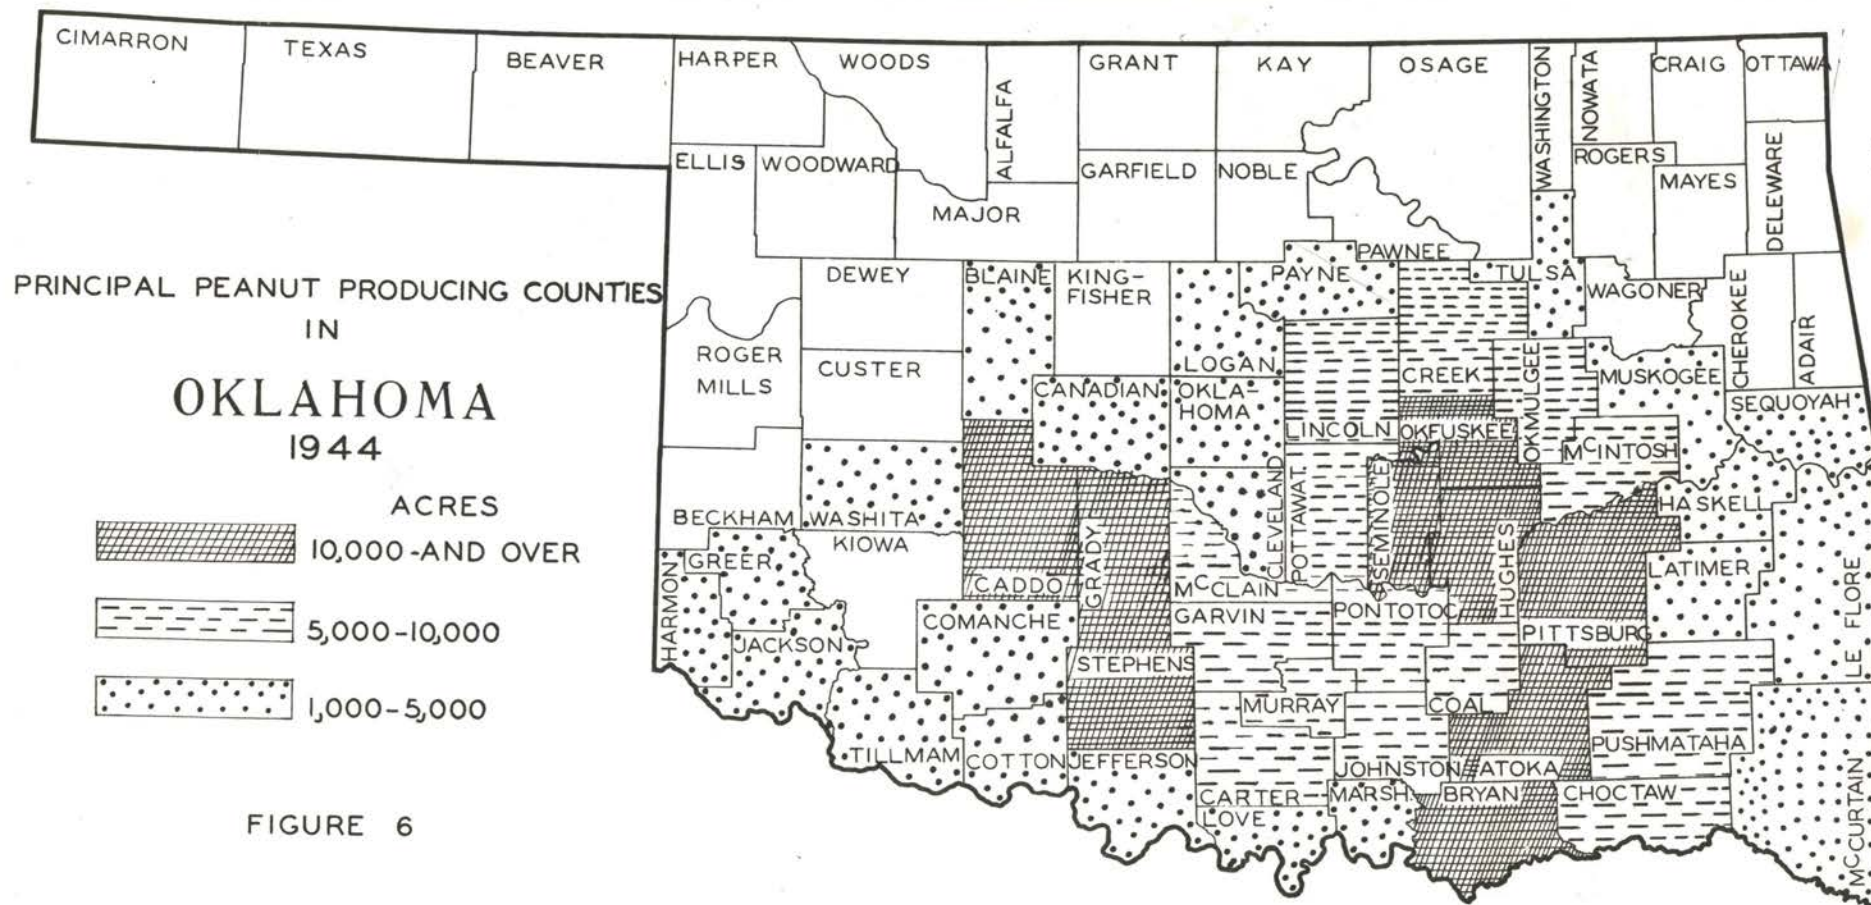 CIMARRON
TEXAS
BEAVER
HARPER
WOODS
ALFALFA
GRANT
KAY
OSAGE
WASHINGTON
NOWATA
CRAIG
OTTAWA
ELLIS
WOODWARD
MAJOR
GARFIELD
NOBLE
PAWNEE
ROGERS
MAYES
DELEWARE
PRINCIPAL PEANUT PRODUCING COUNTIES
IN
OKLAHOMA
1944
ACRES
10,000-AND OVER
5,000-10,000
1,000-5,000
FIGURE 6
DEWEY
BLAINE
KING-
FISHER
PAYNE
TULSA
WAGONER
CHEROKEE
ADAIR
ROGER
MILLS
CUSTER
CANADIAN
LOGAN
OKLA-
HOMA
LINCOLN
CREEK
OKFUSKEE
OKMULGEE
MUSKOGEE
MCINTOSH
SEQUOYAH
BECKHAM
WASHITA
KIOWA
CADDO
GRADY
CLEVELAND
POTTAWAT.
SEMINOLE
HUGHES
HASKELL
HARMON
GREER
JACKSON
COMANCHE
MCCLAIN
GARVIN
PONTOTOC
PITTSBURG
LATIMER
LE FLORE
STEPHENS
MURRAY
COAL
TILLMAM
COTTON
JEFFERSON
CARTER
LOVE
JOHNSTON
MARSH.
ATOKA
BRYAN
PUSHMATAHA
CHOCTAW
MCCURTAIN